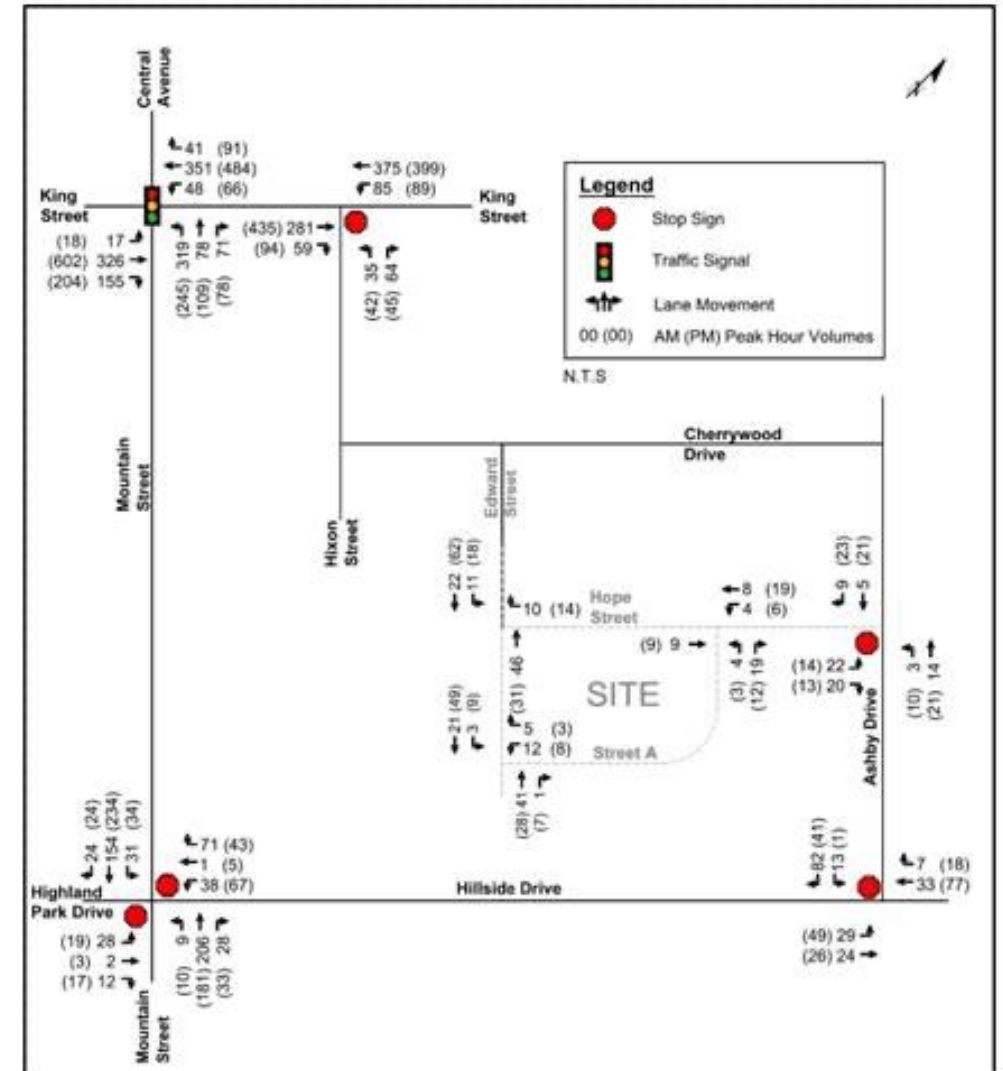 Central
Avenue
41 (91)
351 (484)
48 (66)
375 (399)
85 (89)
King
Street
King
Street
(18) 17
(602) 326
(204) 155
(245) 319
(109) 78
(78) 71
(435) 281
(94) 59
(42) 35
(45) 64
Legend
Stop Sign
Traffic Signal
Lane Movement
00 (00) AM (PM) Peak Hour Volumes
N.T.S
Cherrywood
Drive
Mountain
Street
Hixon
Street
Edward
Street
22 (62)
11 (18)
10 (14)
Hope
Street
8 (19)
4 (6)
9 (23)
5 (21)
(9) 9
(3) 4
(12) 19
(14) 22
(13) 20
(10) 3
(21) 14
(31) 46
SITE
21 (49)
3 (9)
5 (3)
12 (8)
Street A
(28) 41
(7) 1
Ashby Drive
24 (24)
154 (234)
31 (34)
71 (43)
1 (5)
38 (67)
82 (41)
13 (1)
7 (18)
33 (77)
Highland
Park Drive
Hillside Drive
(19) 28
(3) 2
(17) 12
(10) 9
(181) 206
(33) 28
(49) 29
(26) 24
Mountain
Street